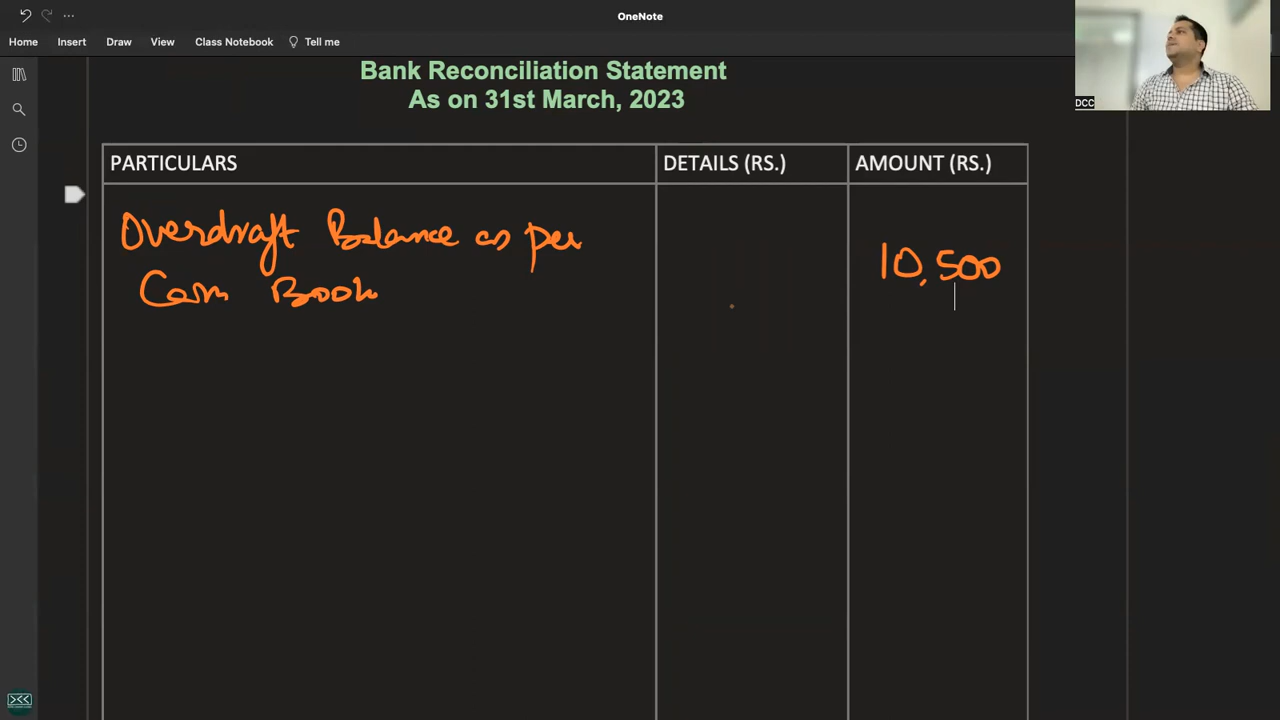 OneNote
Home Insert Draw View Class Notebook Tell me
DCC
Bank Reconciliation Statement
As on 31st March, 2023
PARTICULARS DETAILS (RS.) AMOUNT (RS.)
Overdraft Balance as per
Cash Book
10,500